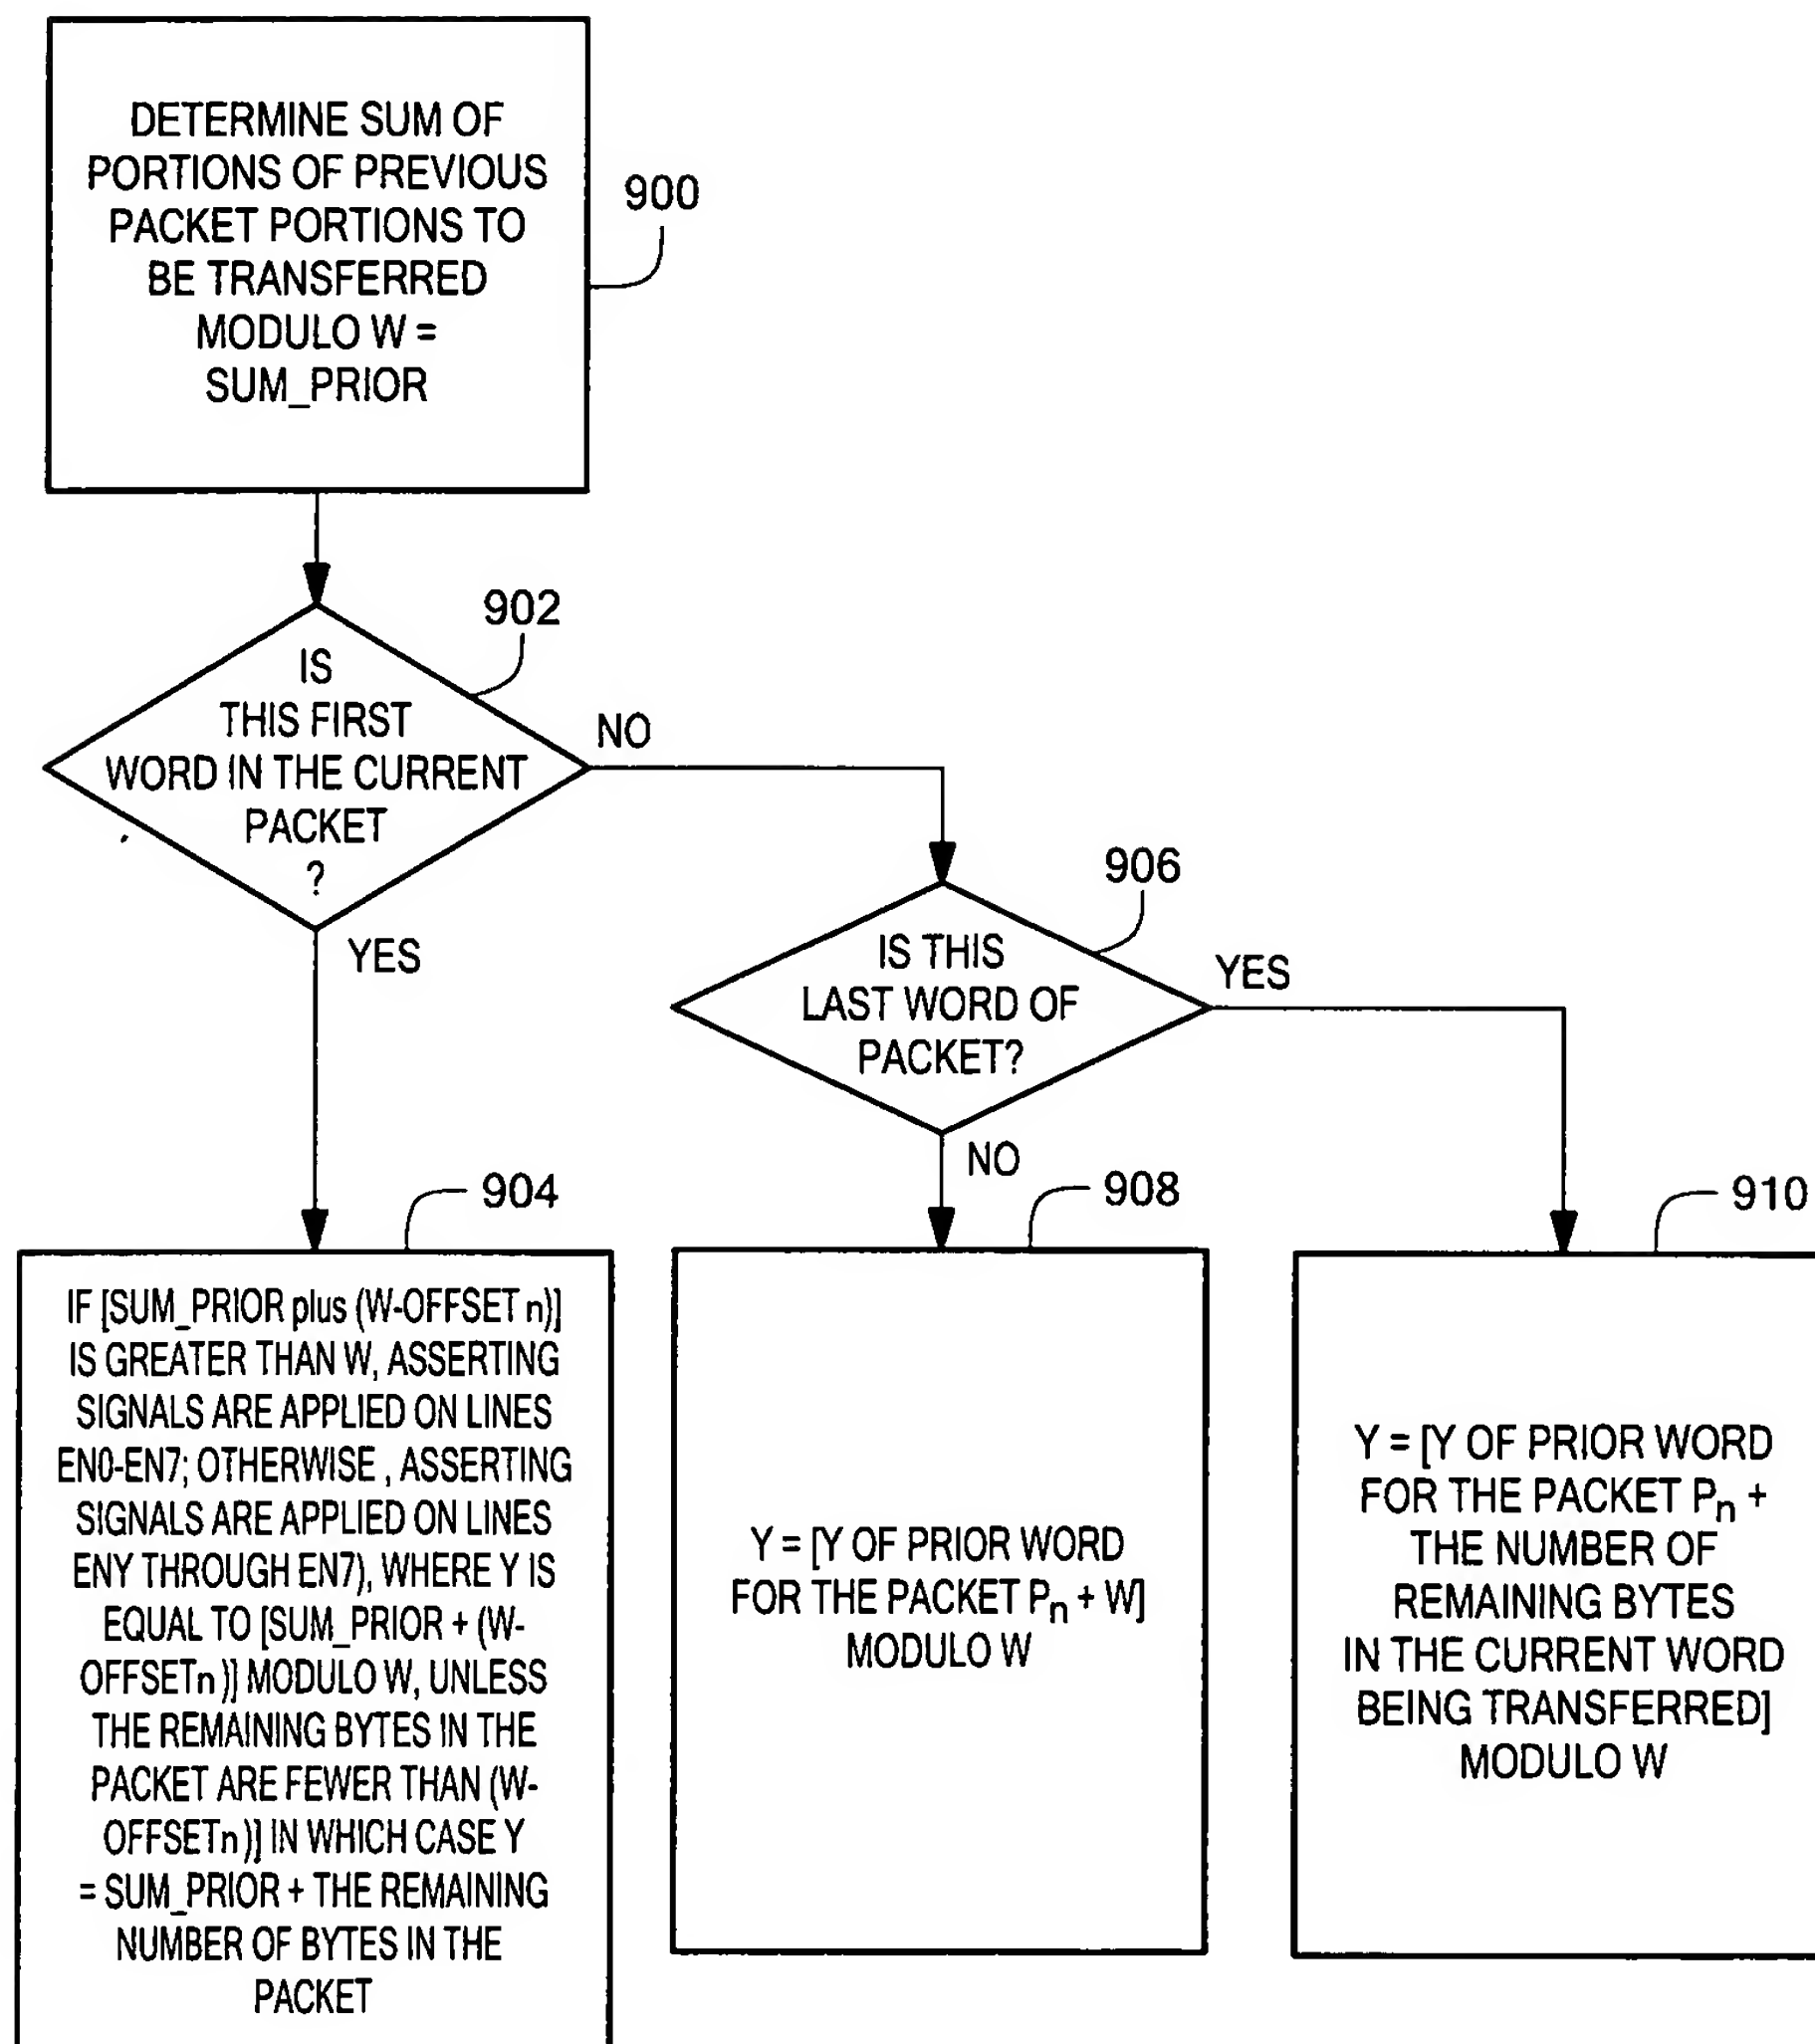 DETERMINE SUM OF
PORTIONS OF PREVIOUS
PACKET PORTIONS TO
BE TRANSFERRED
MODULO W =
SUM_PRIOR
900
902
IS
THIS FIRST
WORD IN THE CURRENT
PACKET
?
NO
YES
906
IS THIS
LAST WORD OF
PACKET?
YES
NO
904
IF [SUM_PRIOR plus (W-OFFSET n)]
IS GREATER THAN W, ASSERTING
SIGNALS ARE APPLIED ON LINES
EN0-EN7; OTHERWISE , ASSERTING
SIGNALS ARE APPLIED ON LINES
ENY THROUGH EN7), WHERE Y IS
EQUAL TO [SUM_PRIOR + (W-
OFFSETn )] MODULO W, UNLESS
THE REMAINING BYTES IN THE
PACKET ARE FEWER THAN (W-
OFFSETn )] IN WHICH CASE Y
= SUM_PRIOR + THE REMAINING
NUMBER OF BYTES IN THE
PACKET
908
Y = [Y OF PRIOR WORD
FOR THE PACKET Pn + W]
MODULO W
910
Y = [Y OF PRIOR WORD
FOR THE PACKET Pn +
THE NUMBER OF
REMAINING BYTES
IN THE CURRENT WORD
BEING TRANSFERRED]
MODULO W